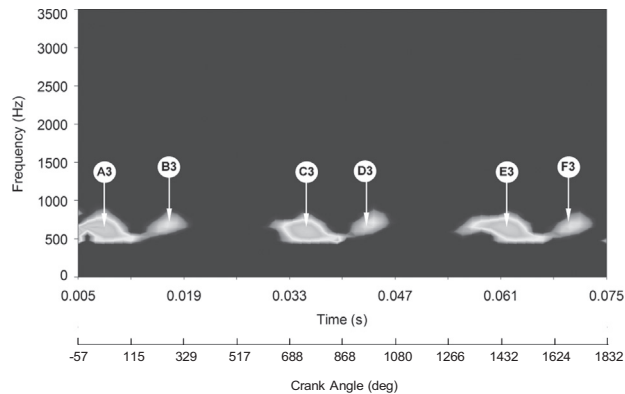 3500
3000
2500
2000
1500
1000
500
0
Frequency (Hz)
A3 B3 C3 D3 E3 F3
0.005 0.019 0.033 0.047 0.061 0.075
Time (s)
-57 115 329 517 688 868 1080 1266 1432 1624 1832
Crank Angle (deg)